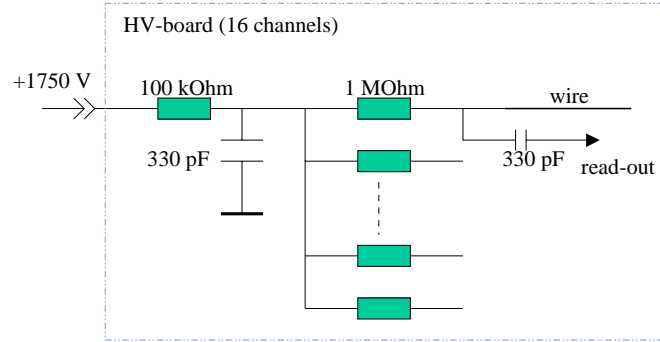 HV-board (16 channels)
+1750 V
100 kOhm
1 MOhm
wire
330 pF
330 pF
read-out